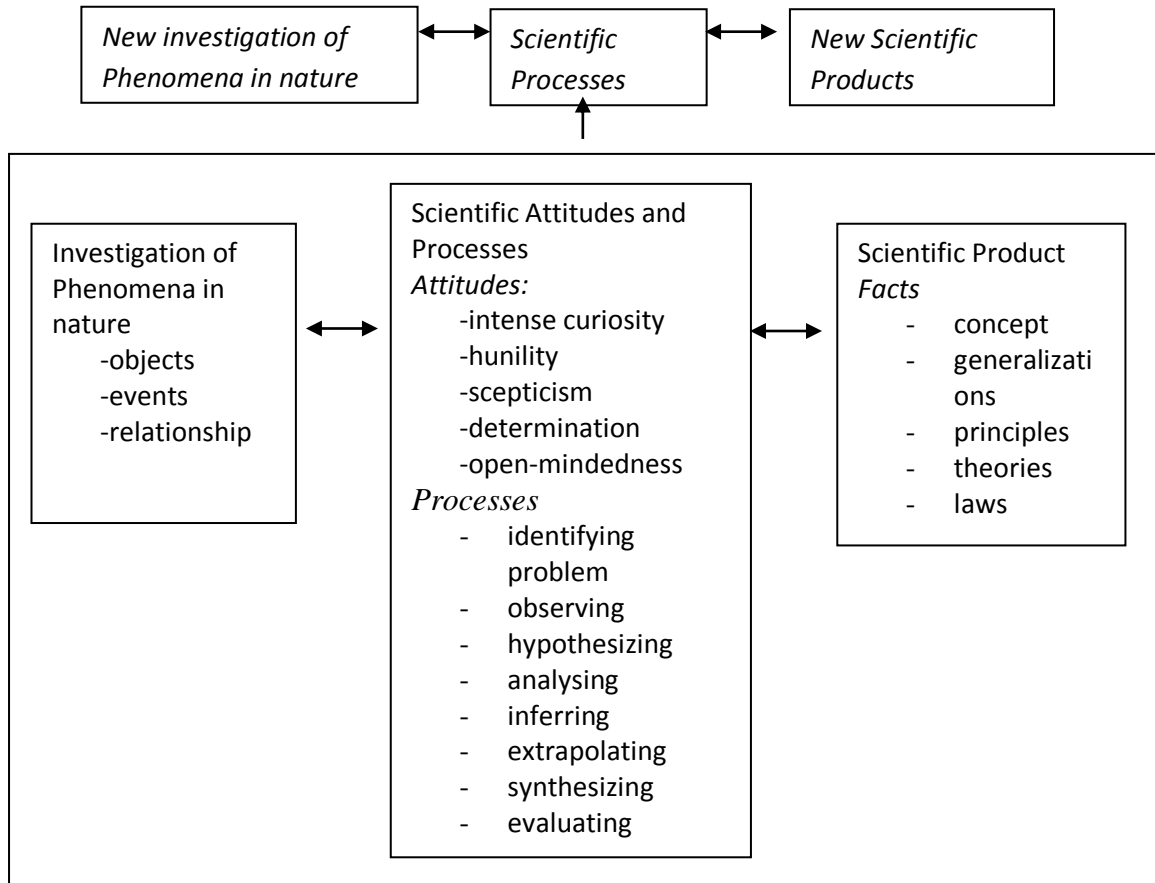 New investigation of
Phenomena in nature
Scientific
Processes
New Scientific
Products
Investigation of
Phenomena in
nature
-objects
-events
-relationship
Scientific Attitudes and
Processes
Attitudes:
-intense curiosity
-hunility
-scepticism
-determination
-open-mindedness
Processes
- identifying
problem
- observing
- hypothesizing
- analysing
- inferring
- extrapolating
- synthesizing
- evaluating
Scientific Product
Facts
- concept
- generalizati
ons
- principles
- theories
- laws